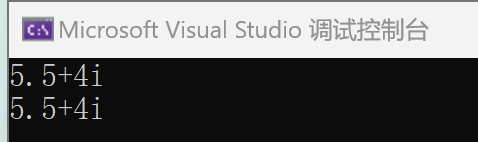 C:\
Microsoft Visual Studio 调试控制台
5.5+4i
5.5+4i